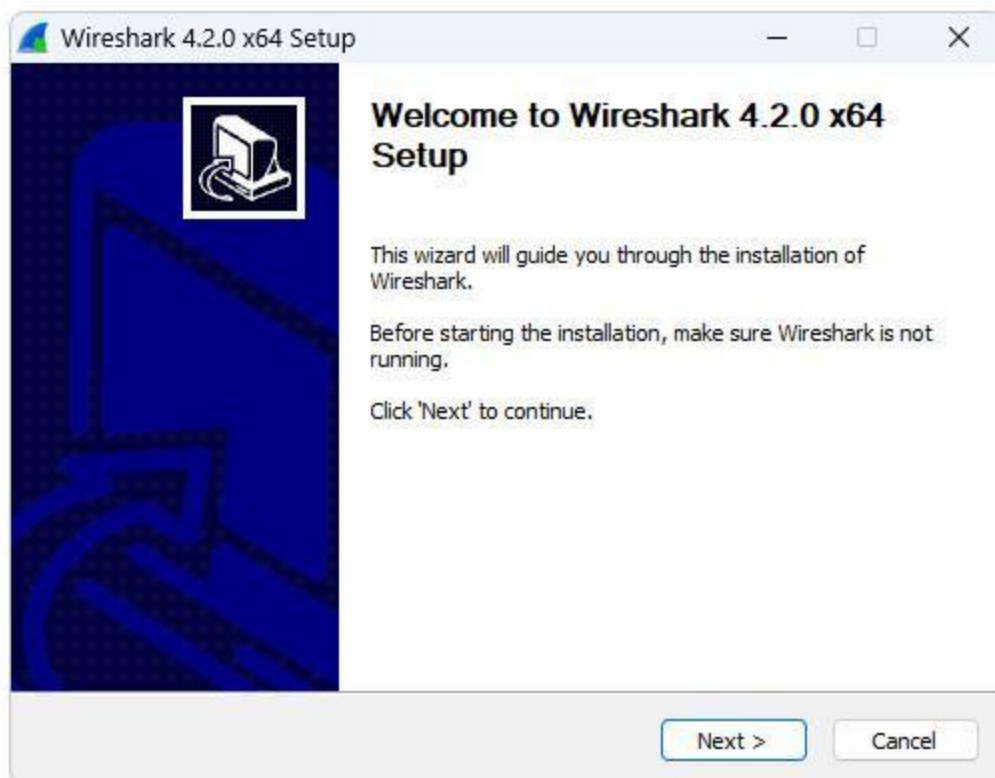 Wireshark 4.2.0 x64 Setup
Welcome to Wireshark 4.2.0 x64
Setup
This wizard will guide you through the installation of
Wireshark.
Before starting the installation, make sure Wireshark is not
running.
Click 'Next' to continue.
Next >
Cancel